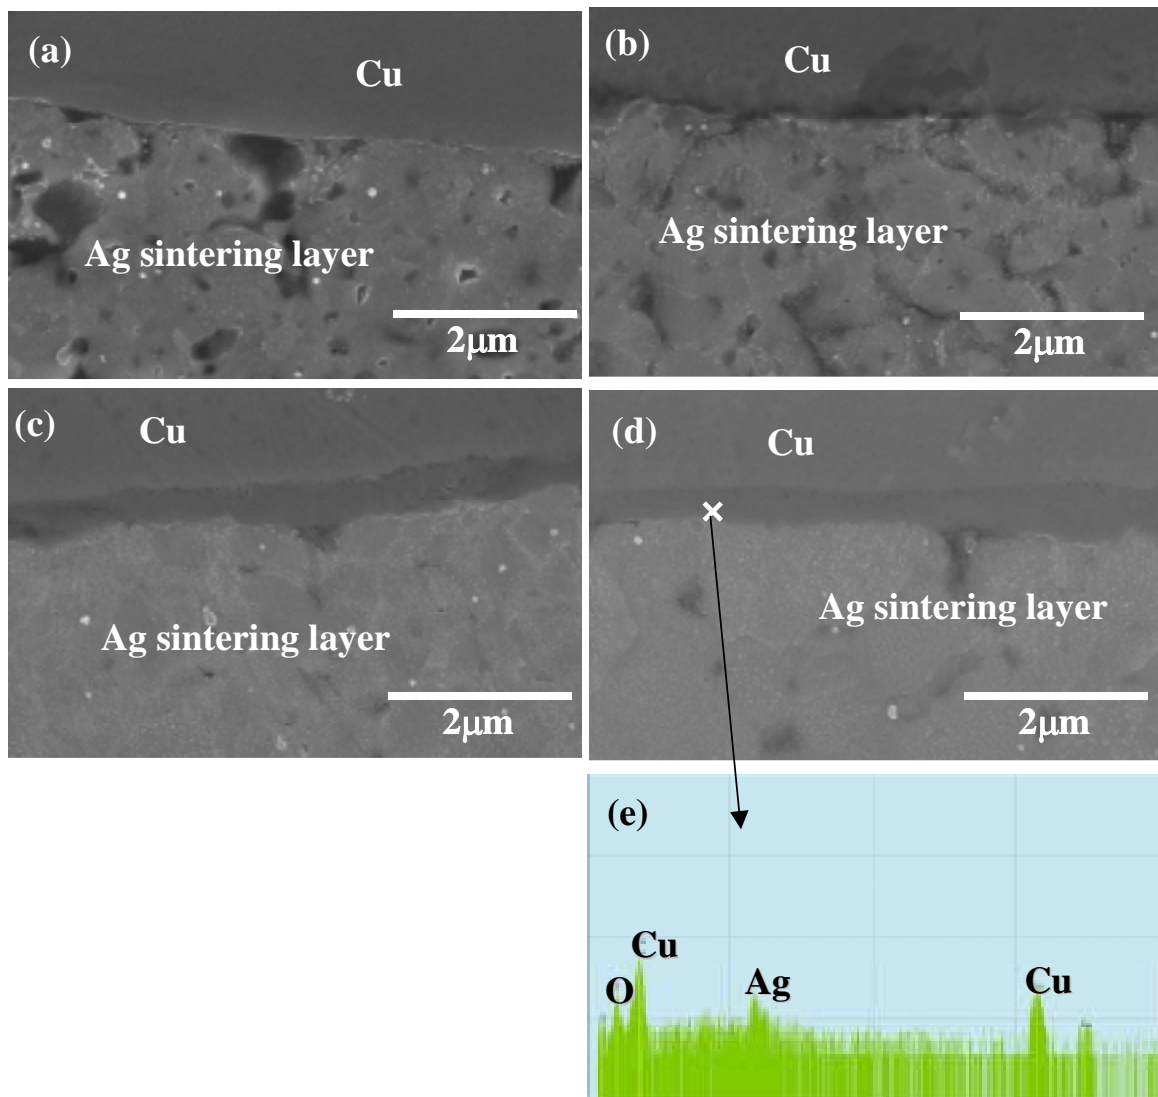 (a)
Cu
Ag sintering layer
2μm
(b)
Cu
Ag sintering layer
2μm
(c)
Cu
Ag sintering layer
2μm
(d)
Cu
Ag sintering layer
2μm
(e)
Cu
O
Ag
Cu